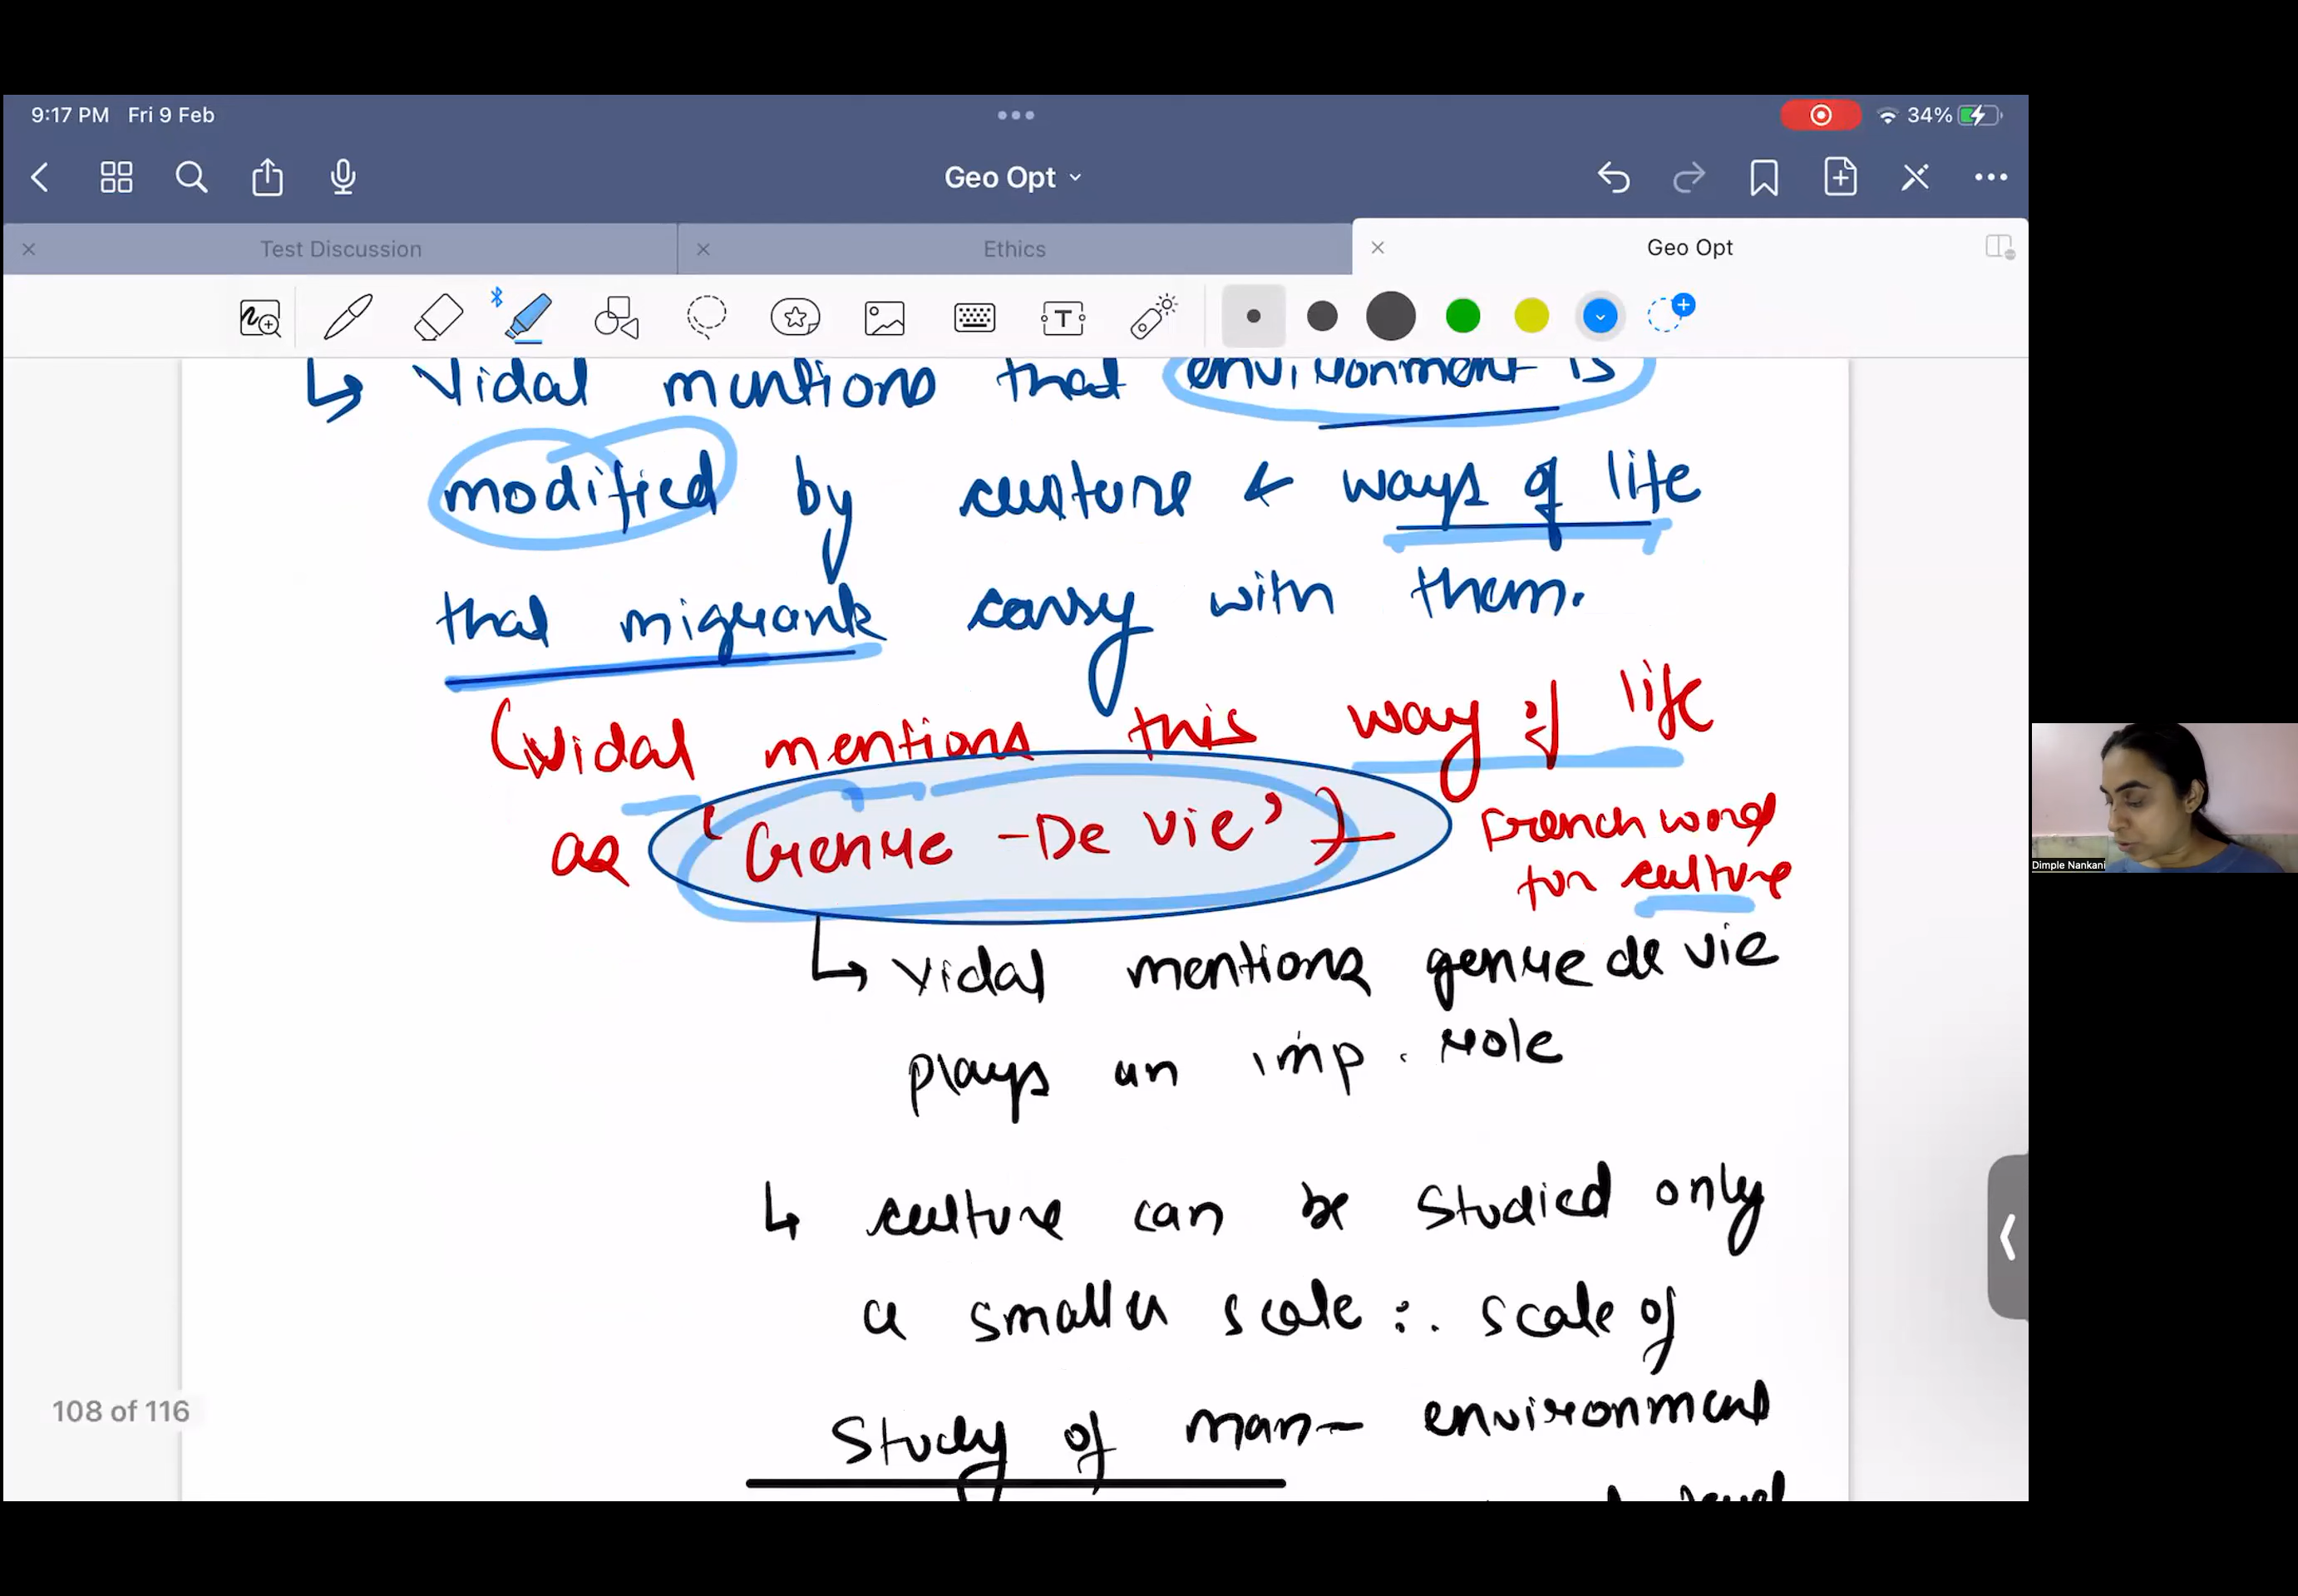 9:17 PM Fri 9 Feb
34%
Geo Opt
Test Discussion
Ethics
Geo Opt
T
↳ Vidal mentions that environment is
modified by culture & ways of life
that migrants carry with them.
(Vidal mentions this way of life
as 'Genre - De Vie') — French word
for culture
↳ Vidal mentions genre de vie
plays an imp. role
↳ culture can be studied only
a smaller scale ∴ scale of
Study of man - environment
Dimple Nankani
108 of 116